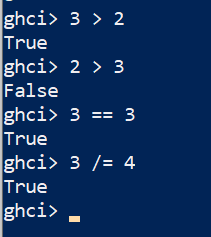 ghci> 3 > 2
True
ghci> 2 > 3
False
ghci> 3 == 3
True
ghci> 3 /= 4
True
ghci>